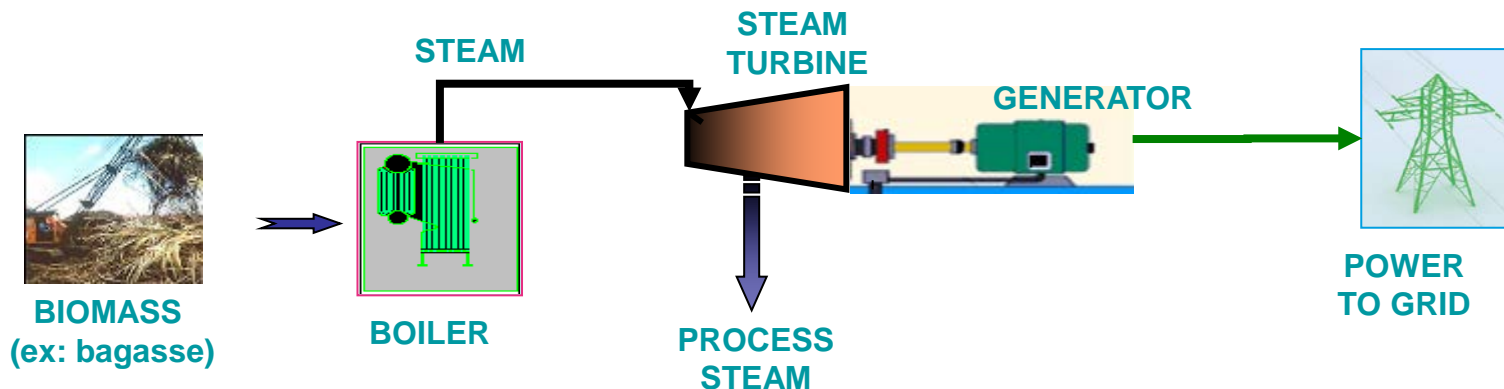 BIOMASS
(ex: bagasse)
STEAM
BOILER
STEAM
TURBINE
PROCESS
STEAM
GENERATOR
POWER
TO GRID